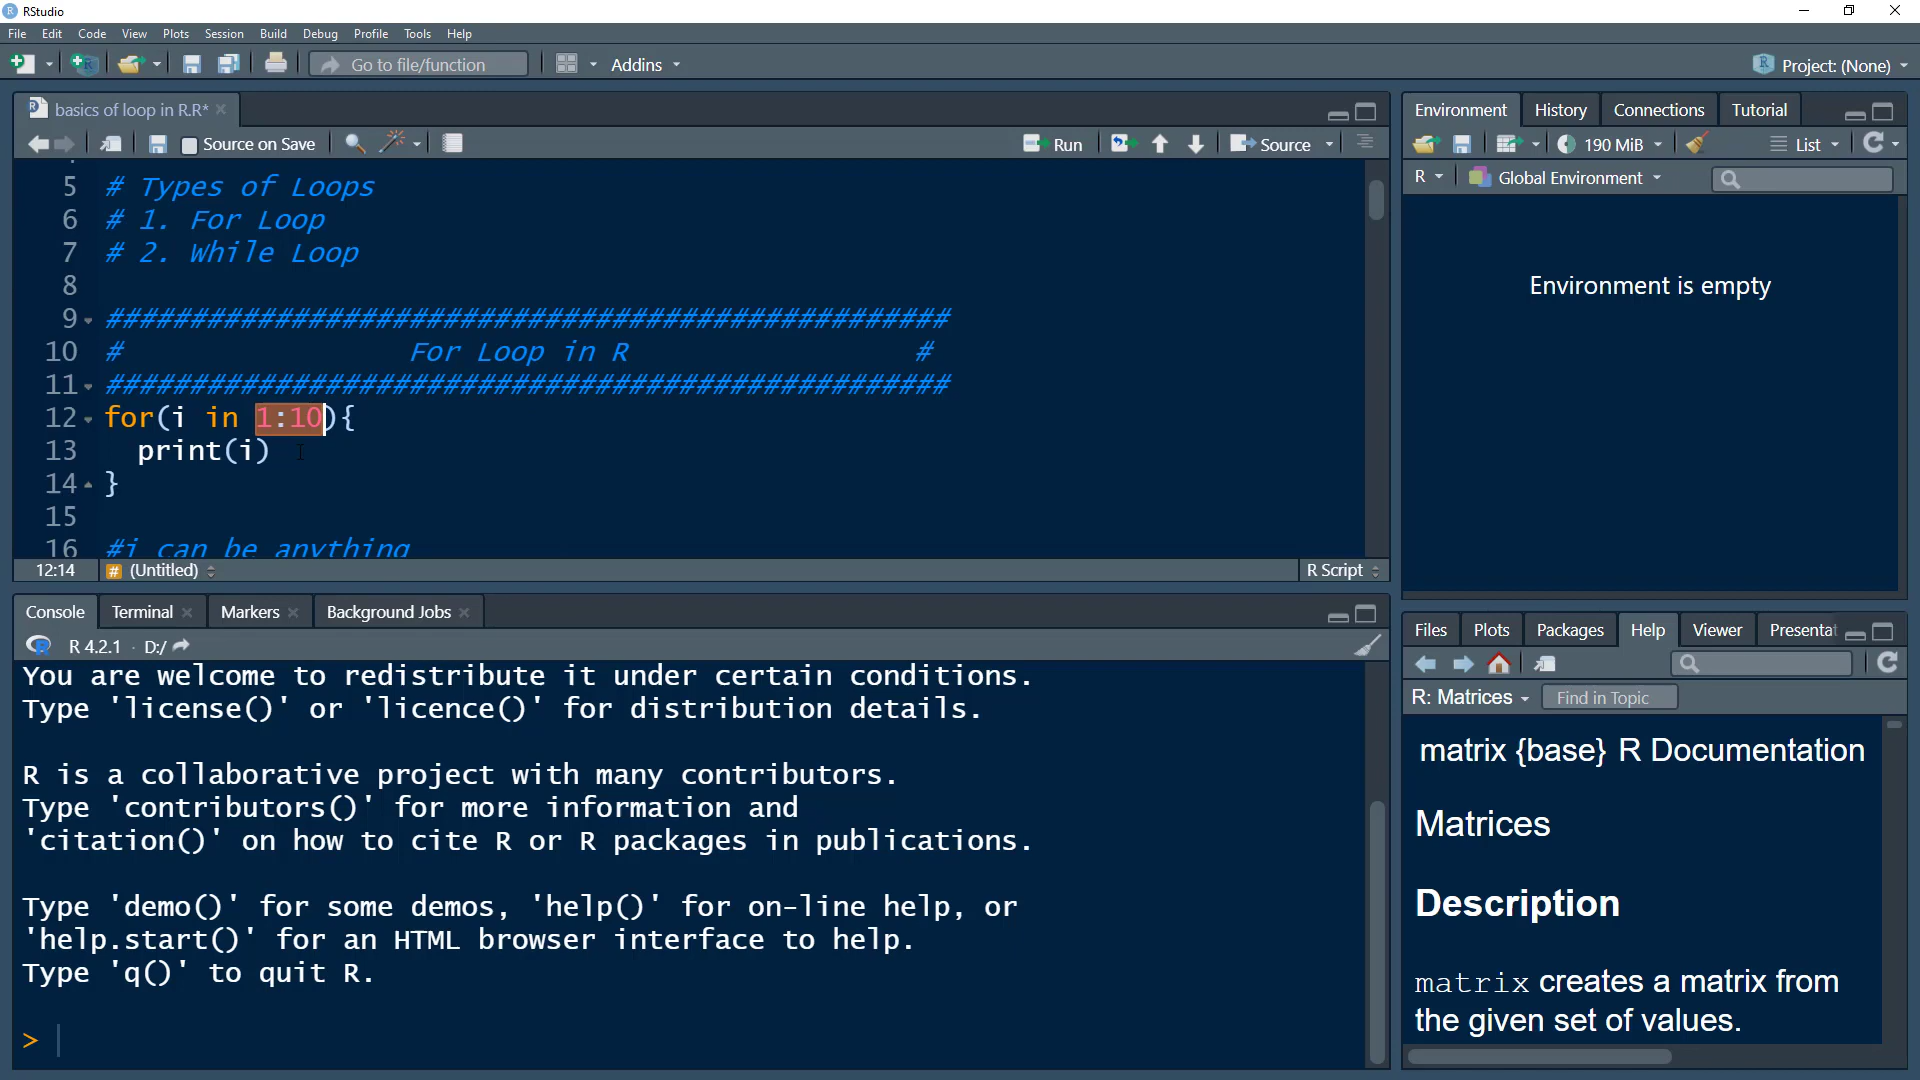 RStudio
File Edit Code View Plots Session Build Debug Profile Tools Help
Go to file/function Addins Project: (None)
basics of loop in R.R*
Source on Save Run Source
5 # Types of Loops
6 # 1. For Loop
7 # 2. While Loop
8
9 ##################################################
10 # For Loop in R #
11 ##################################################
12 for(i in 1:10){
13 print(i)
14 }
15
16 #i can be anything
12:14 # (Untitled) R Script
Console Terminal Markers Background Jobs
R 4.2.1 · D:/
You are welcome to redistribute it under certain conditions.
Type 'license()' or 'licence()' for distribution details.
R is a collaborative project with many contributors.
Type 'contributors()' for more information and
'citation()' on how to cite R or R packages in publications.
Type 'demo()' for some demos, 'help()' for on-line help, or
'help.start()' for an HTML browser interface to help.
Type 'q()' to quit R.
>
Environment History Connections Tutorial
190 MiB List
R Global Environment
Environment is empty
Files Plots Packages Help Viewer Presentat
R: Matrices Find in Topic
matrix {base} R Documentation
Matrices
Description
matrix creates a matrix from
the given set of values.